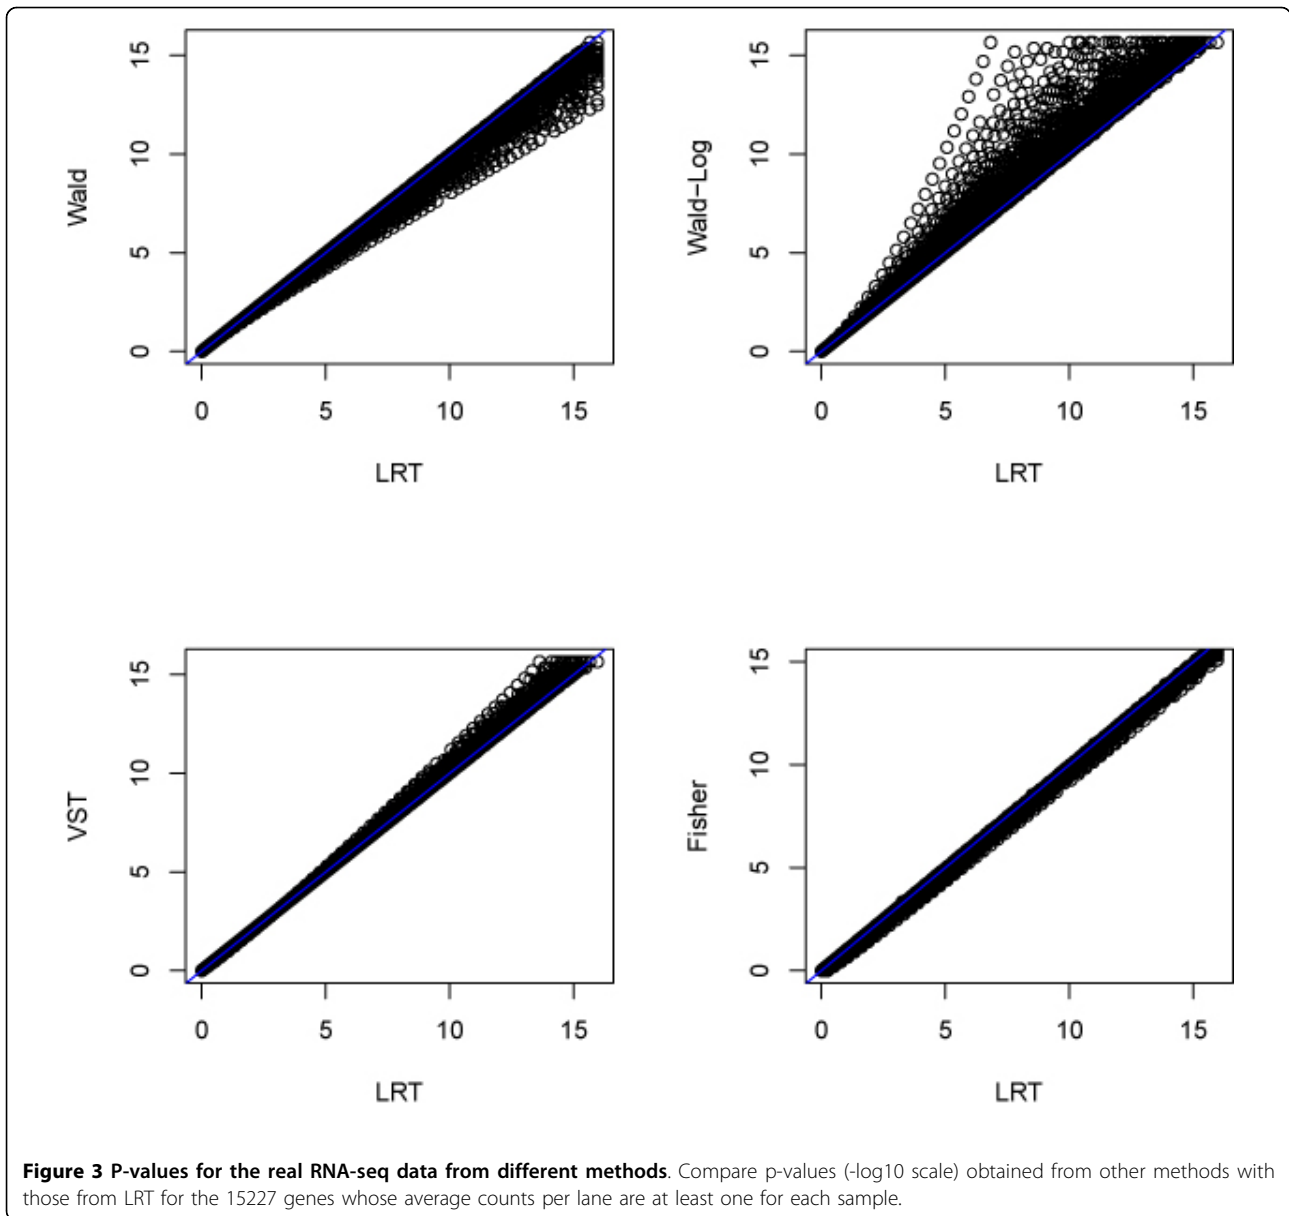 15
10
5
0
Wald
0 5 10 15
LRT
15
10
5
0
Wald-Log
0 5 10 15
LRT
15
10
5
0
VST
0 5 10 15
LRT
15
10
5
0
Fisher
0 5 10 15
LRT
Figure 3 P-values for the real RNA-seq data from different methods. Compare p-values (-log10 scale) obtained from other methods with
those from LRT for the 15227 genes whose average counts per lane are at least one for each sample.